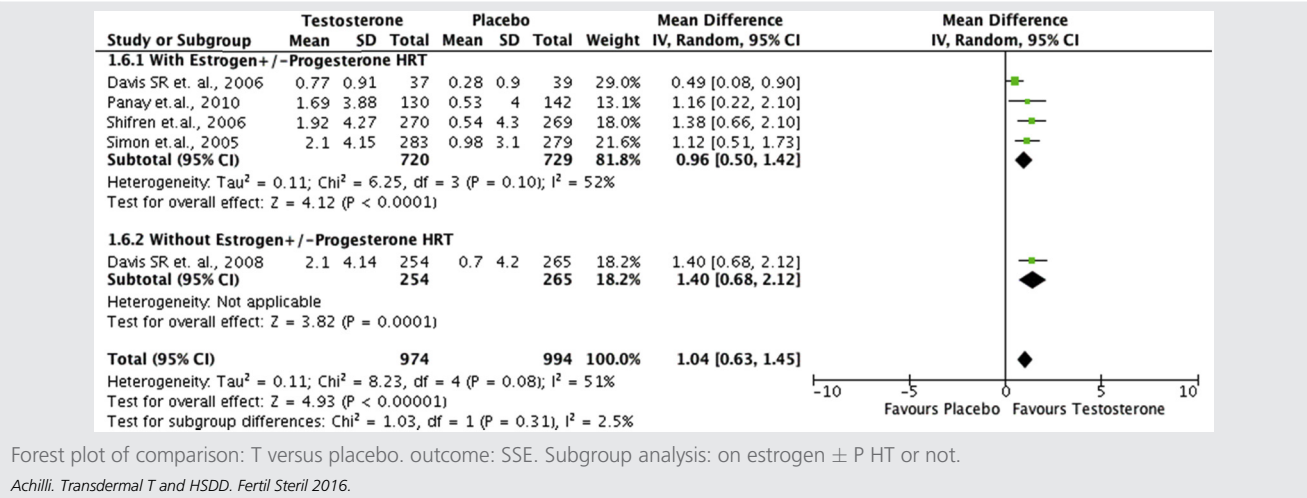 Testosterone Placebo Mean Difference Mean Difference
Study or Subgroup Mean SD Total Mean SD Total Weight IV, Random, 95% CI IV, Random, 95% CI
1.6.1 With Estrogen+/-Progesterone HRT
Davis SR et. al., 2006 0.77 0.91 37 0.28 0.9 39 29.0% 0.49 [0.08, 0.90]
Panay et.al., 2010 1.69 3.88 130 0.53 4 142 13.1% 1.16 [0.22, 2.10]
Shifren et.al., 2006 1.92 4.27 270 0.54 4.3 269 18.0% 1.38 [0.66, 2.10]
Simon et.al., 2005 2.1 4.15 283 0.98 3.1 279 21.6% 1.12 [0.51, 1.73]
Subtotal (95% CI) 720 729 81.8% 0.96 [0.50, 1.42]
Heterogeneity: Tau² = 0.11; Chi² = 6.25, df = 3 (P = 0.10); I² = 52%
Test for overall effect: Z = 4.12 (P < 0.0001)
1.6.2 Without Estrogen+/-Progesterone HRT
Davis SR et. al., 2008 2.1 4.14 254 0.7 4.2 265 18.2% 1.40 [0.68, 2.12]
Subtotal (95% CI) 254 265 18.2% 1.40 [0.68, 2.12]
Heterogeneity: Not applicable
Test for overall effect: Z = 3.82 (P = 0.0001)
Total (95% CI) 974 994 100.0% 1.04 [0.63, 1.45]
Heterogeneity: Tau² = 0.11; Chi² = 8.23, df = 4 (P = 0.08); I² = 51%
Test for overall effect: Z = 4.93 (P < 0.00001)
Test for subgroup differences: Chi² = 1.03, df = 1 (P = 0.31), I² = 2.5%
-10 -5 0 5 10
Favours Placebo Favours Testosterone
Forest plot of comparison: T versus placebo. outcome: SSE. Subgroup analysis: on estrogen ± P HT or not.
Achilli. Transdermal T and HSDD. Fertil Steril 2016.